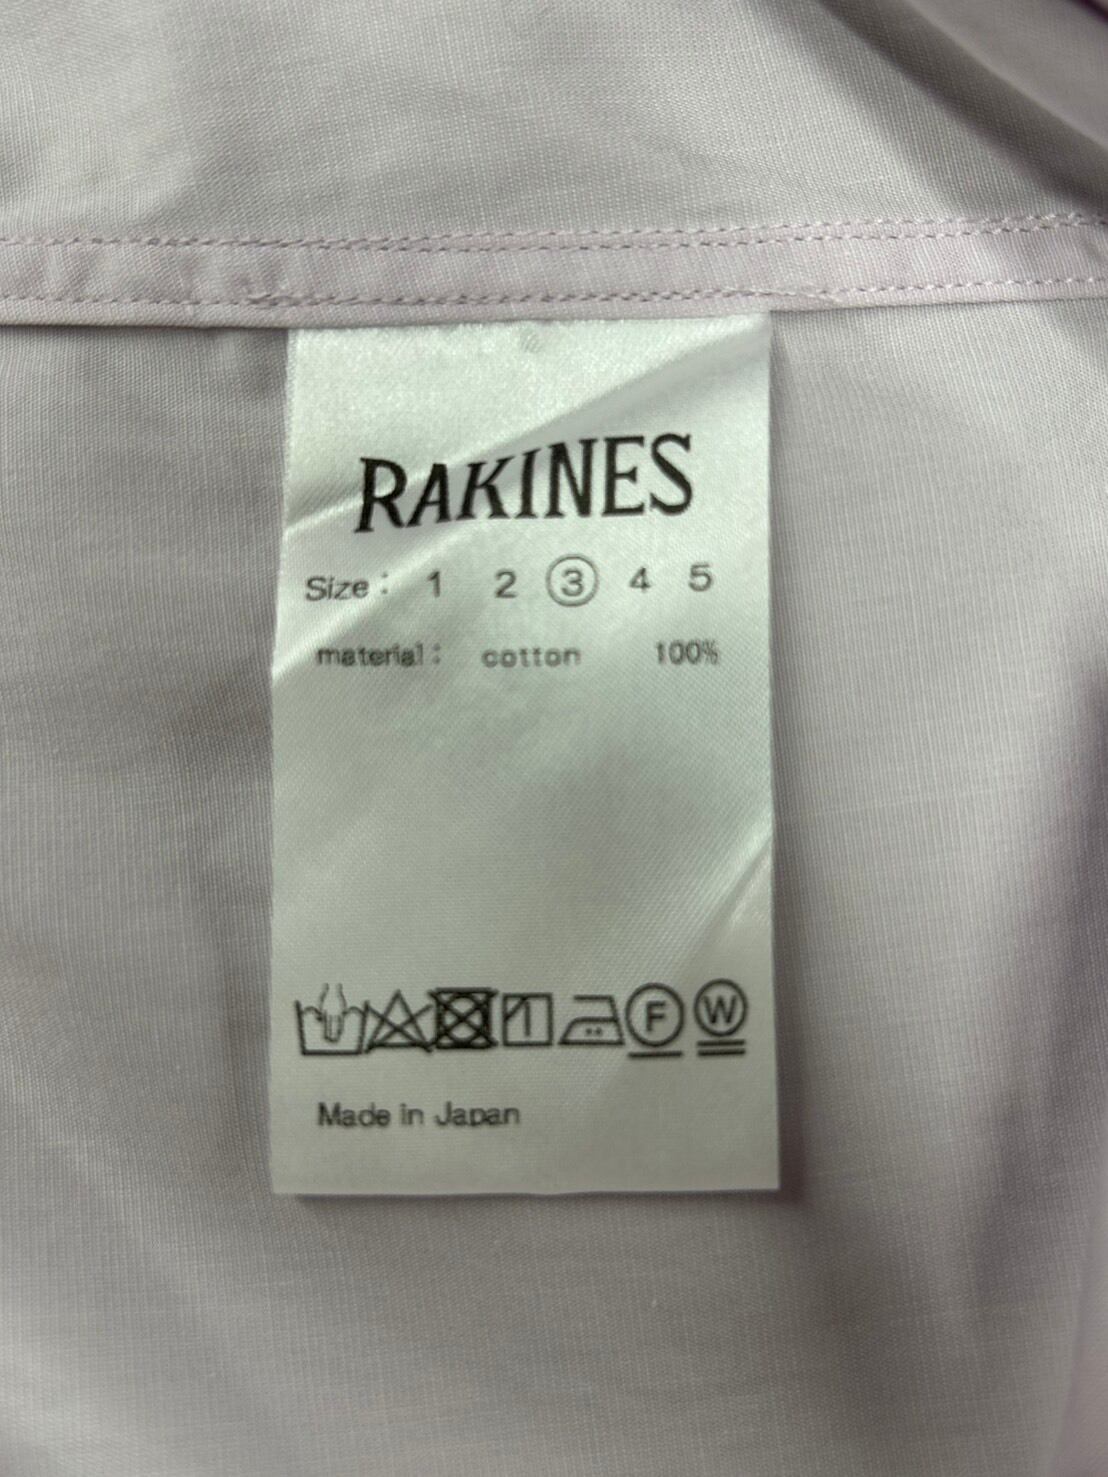 RAKINES
Size: 1 2 3 4 5
material: cotton 100%
F W
Made in Japan